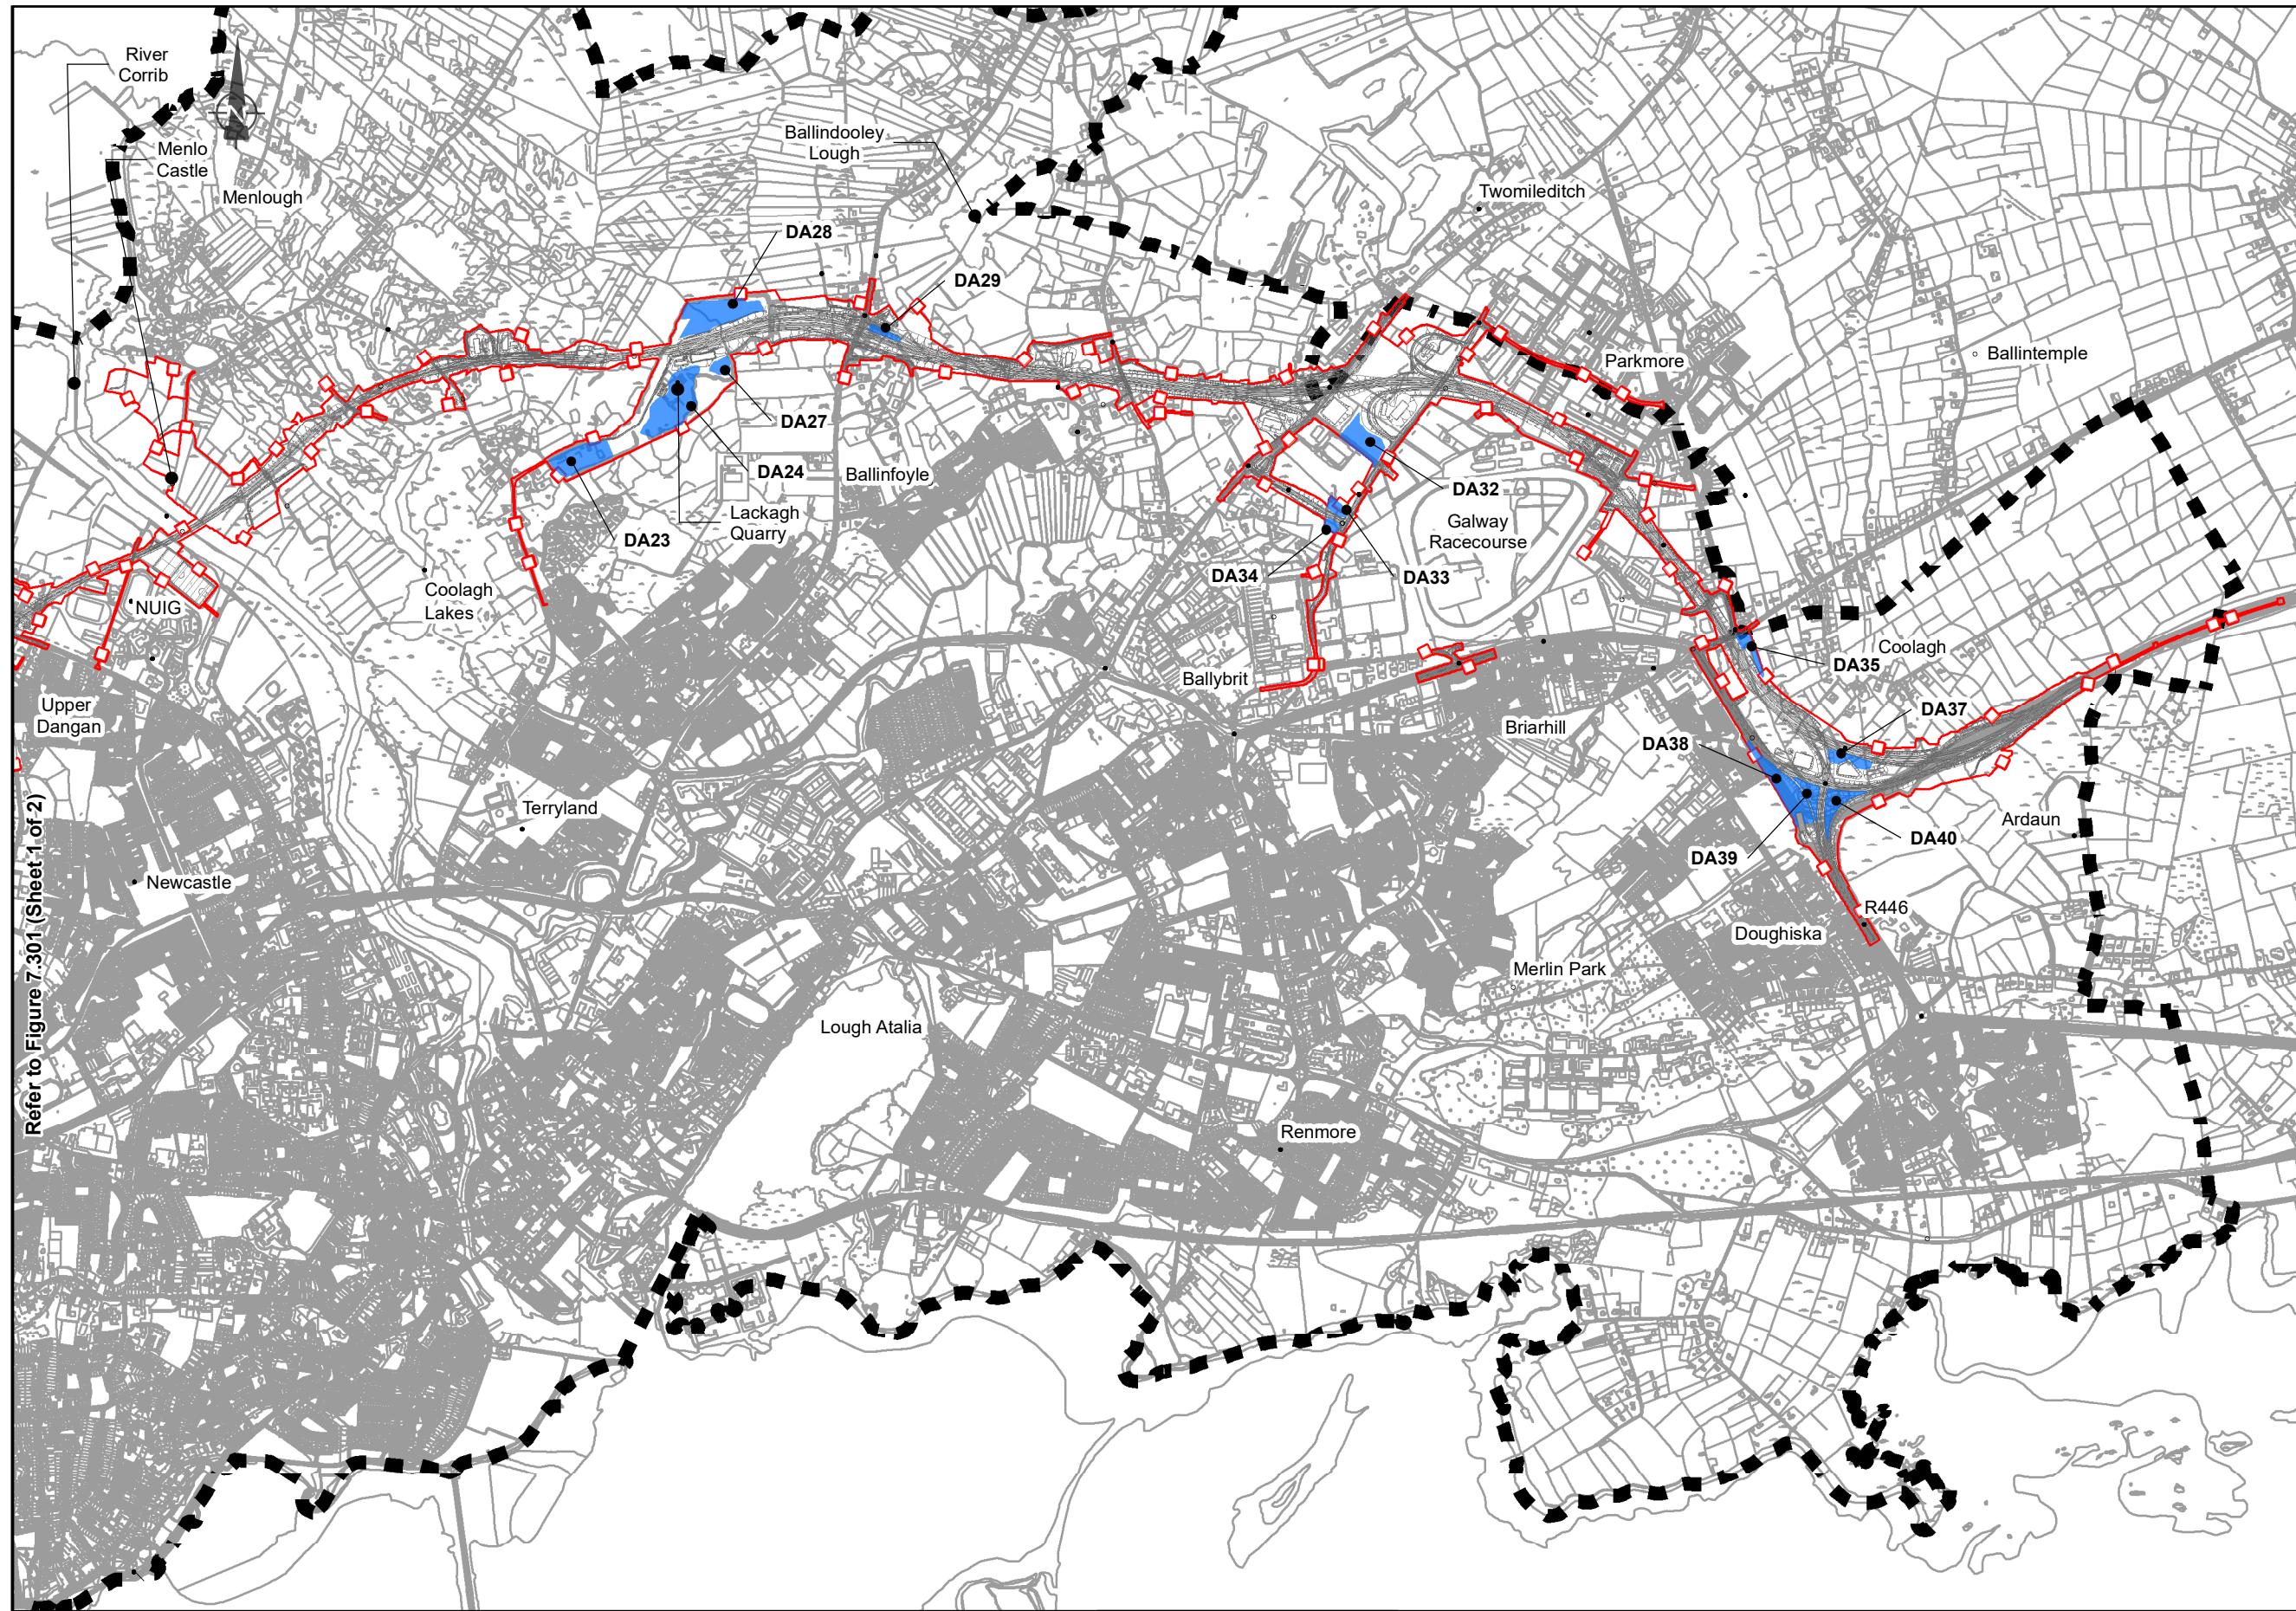 River
Corrib
Menlo
Castle
Menlough
Ballindooley
Lough
Twomileditch
DA28
DA29
Parkmore
Ballintemple
DA27
DA24
Ballinfoyle
DA32
Lackagh
Quarry
Galway
Racecourse
DA23
DA34
DA33
Coolagh
Lakes
NUIG
Coolagh
DA35
Ballybrit
Upper
Dangan
DA37
Briarhill
DA38
Terryland
Ardaun
DA40
DA39
Newcastle
R446
Doughiska
Merlin Park
Lough Atalia
Renmore
Refer to Figure 7.301 (Sheet 1 of 2)